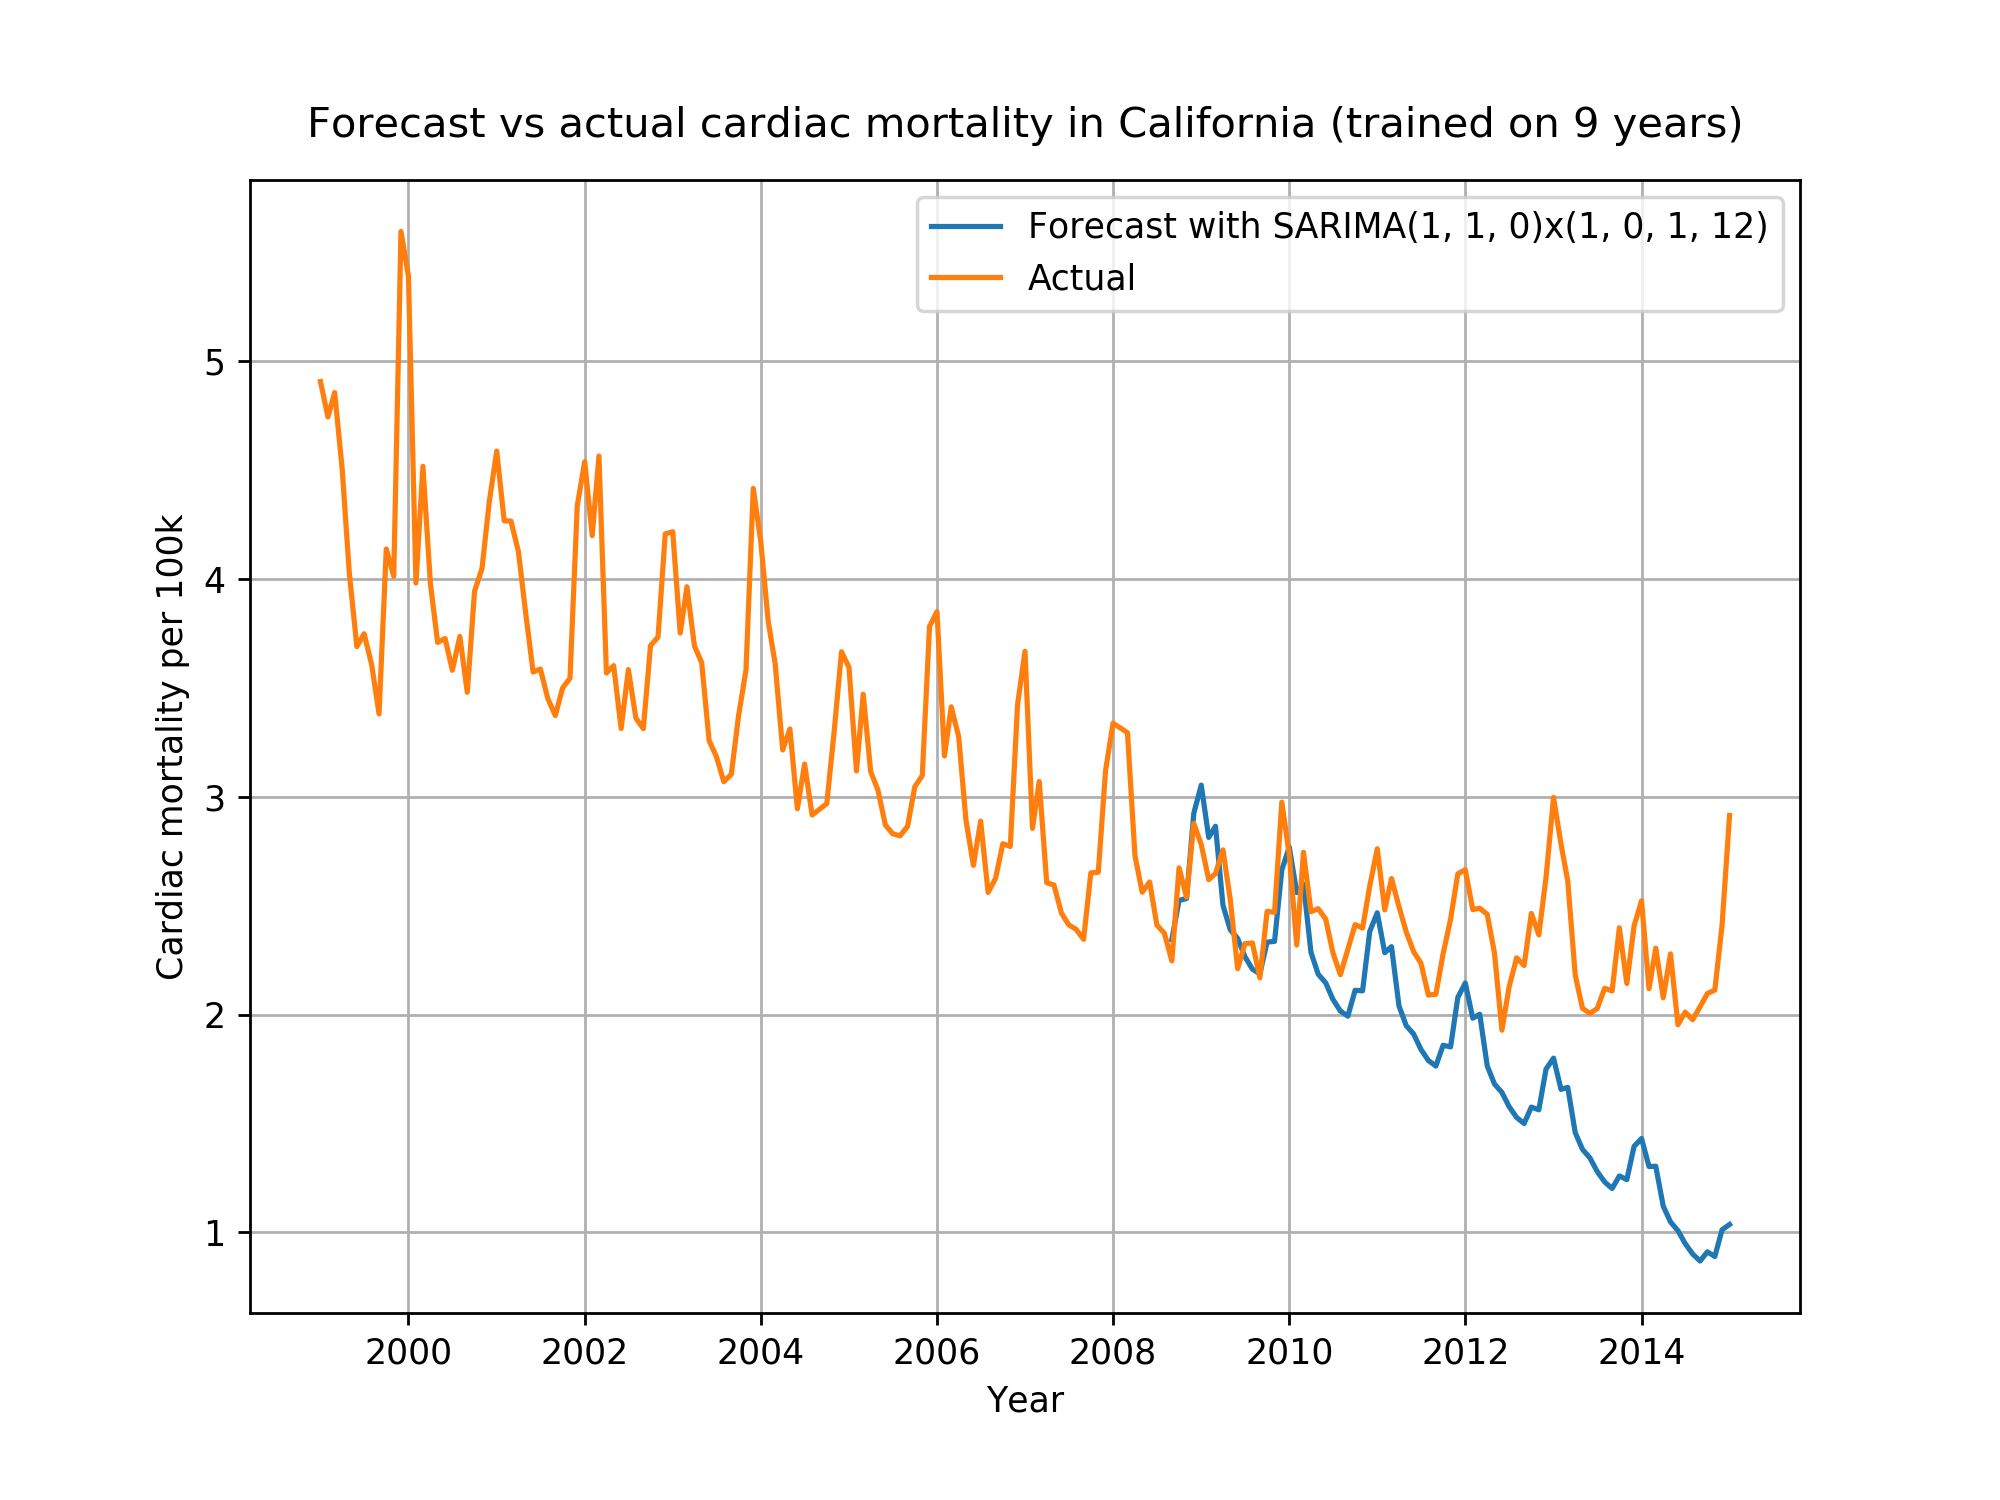 Forecast vs actual cardiac mortality in California (trained on 9 years)
Forecast with SARIMA(1, 1, 0)x(1, 0, 1, 12)
Actual
Cardiac mortality per 100k
5
4
3
2
1
2000 2002 2004 2006 2008 2010 2012 2014
Year